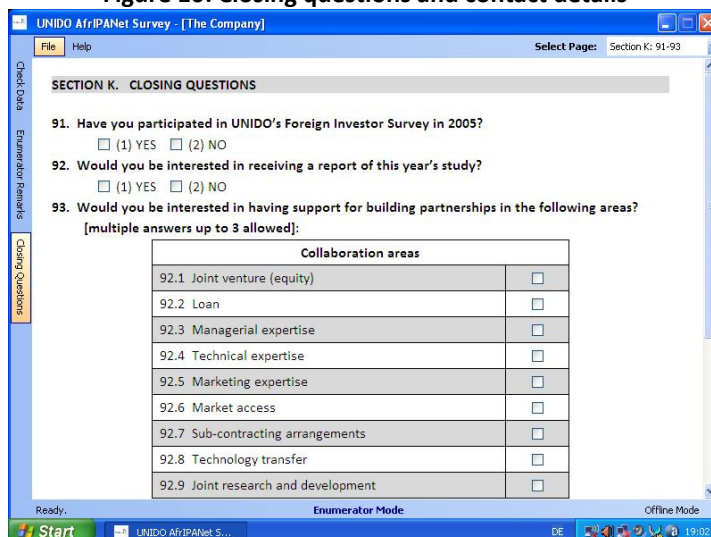 Figure 10: Closing questions and contact details
UNIDO AfrIPANet Survey - [The Company]
File Help Select Page: Section K: 91-93
Check Data
Enumerator Remarks
Closing Questions
SECTION K. CLOSING QUESTIONS
91. Have you participated in UNIDO's Foreign Investor Survey in 2005?
(1) YES (2) NO
92. Would you be interested in receiving a report of this year's study?
(1) YES (2) NO
93. Would you be interested in having support for building partnerships in the following areas?
[multiple answers up to 3 allowed]:
Collaboration areas
92.1 Joint venture (equity)
92.2 Loan
92.3 Managerial expertise
92.4 Technical expertise
92.5 Marketing expertise
92.6 Market access
92.7 Sub-contracting arrangements
92.8 Technology transfer
92.9 Joint research and development
Ready. Enumerator Mode Offline Mode
Start UNIDO AfrIPANet S... DE 19:02